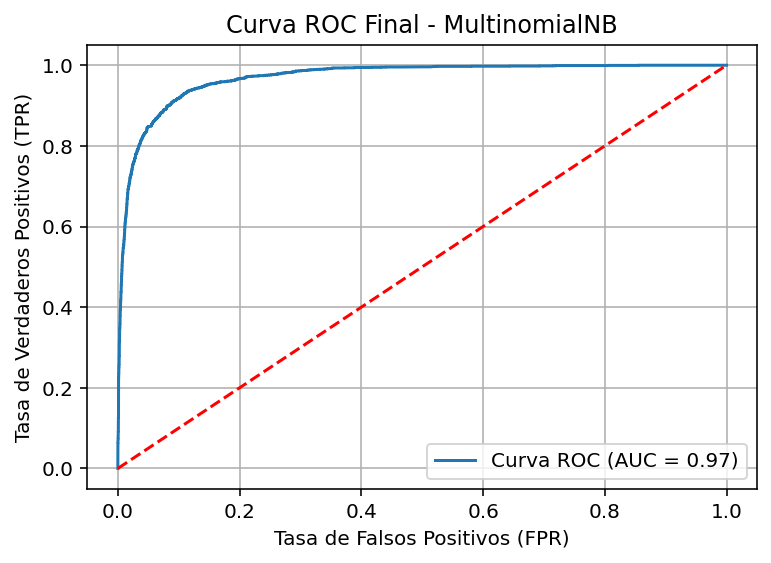 Curva ROC Final - MultinomialNB
Tasa de Verdaderos Positivos (TPR)
1.0
0.8
0.6
0.4
0.2
0.0
Curva ROC (AUC = 0.97)
0.0 0.2 0.4 0.6 0.8 1.0
Tasa de Falsos Positivos (FPR)